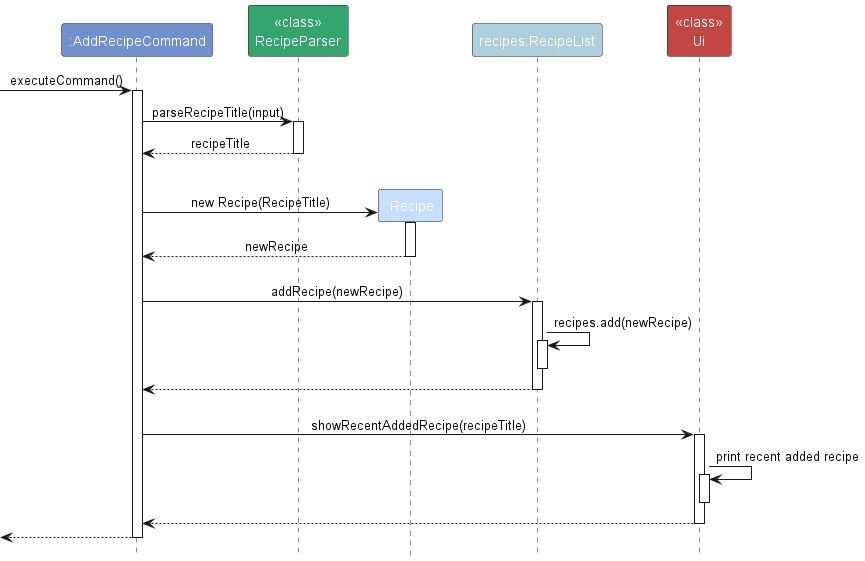 «class»
«class»
:AddRecipeCommand
RecipeParser
recipes:RecipeList
Ui
executeCommand()
parseRecipeTitle(input)
recipeTitle
new Recipe(RecipeTitle)
:Recipe
newRecipe
addRecipe(newRecipe)
recipes.add(newRecipe)
showRecentAddedRecipe(recipeTitle)
print recent added recipe